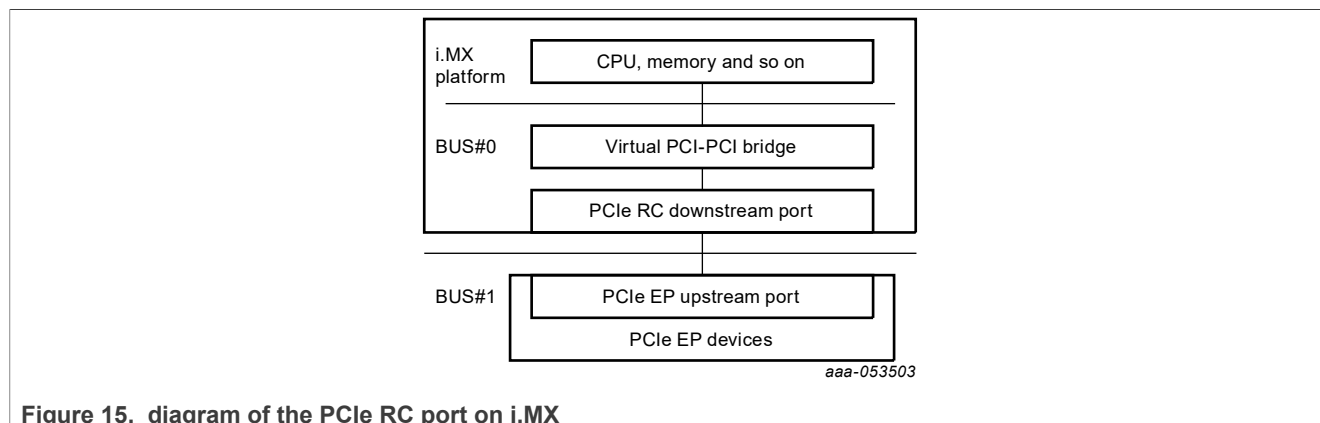 i.MX
platform
CPU, memory and so on
BUS#0
Virtual PCI-PCI bridge
PCIe RC downstream port
BUS#1
PCIe EP upstream port
PCIe EP devices
aaa-053503
Figure 15. diagram of the PCIe RC port on i.MX